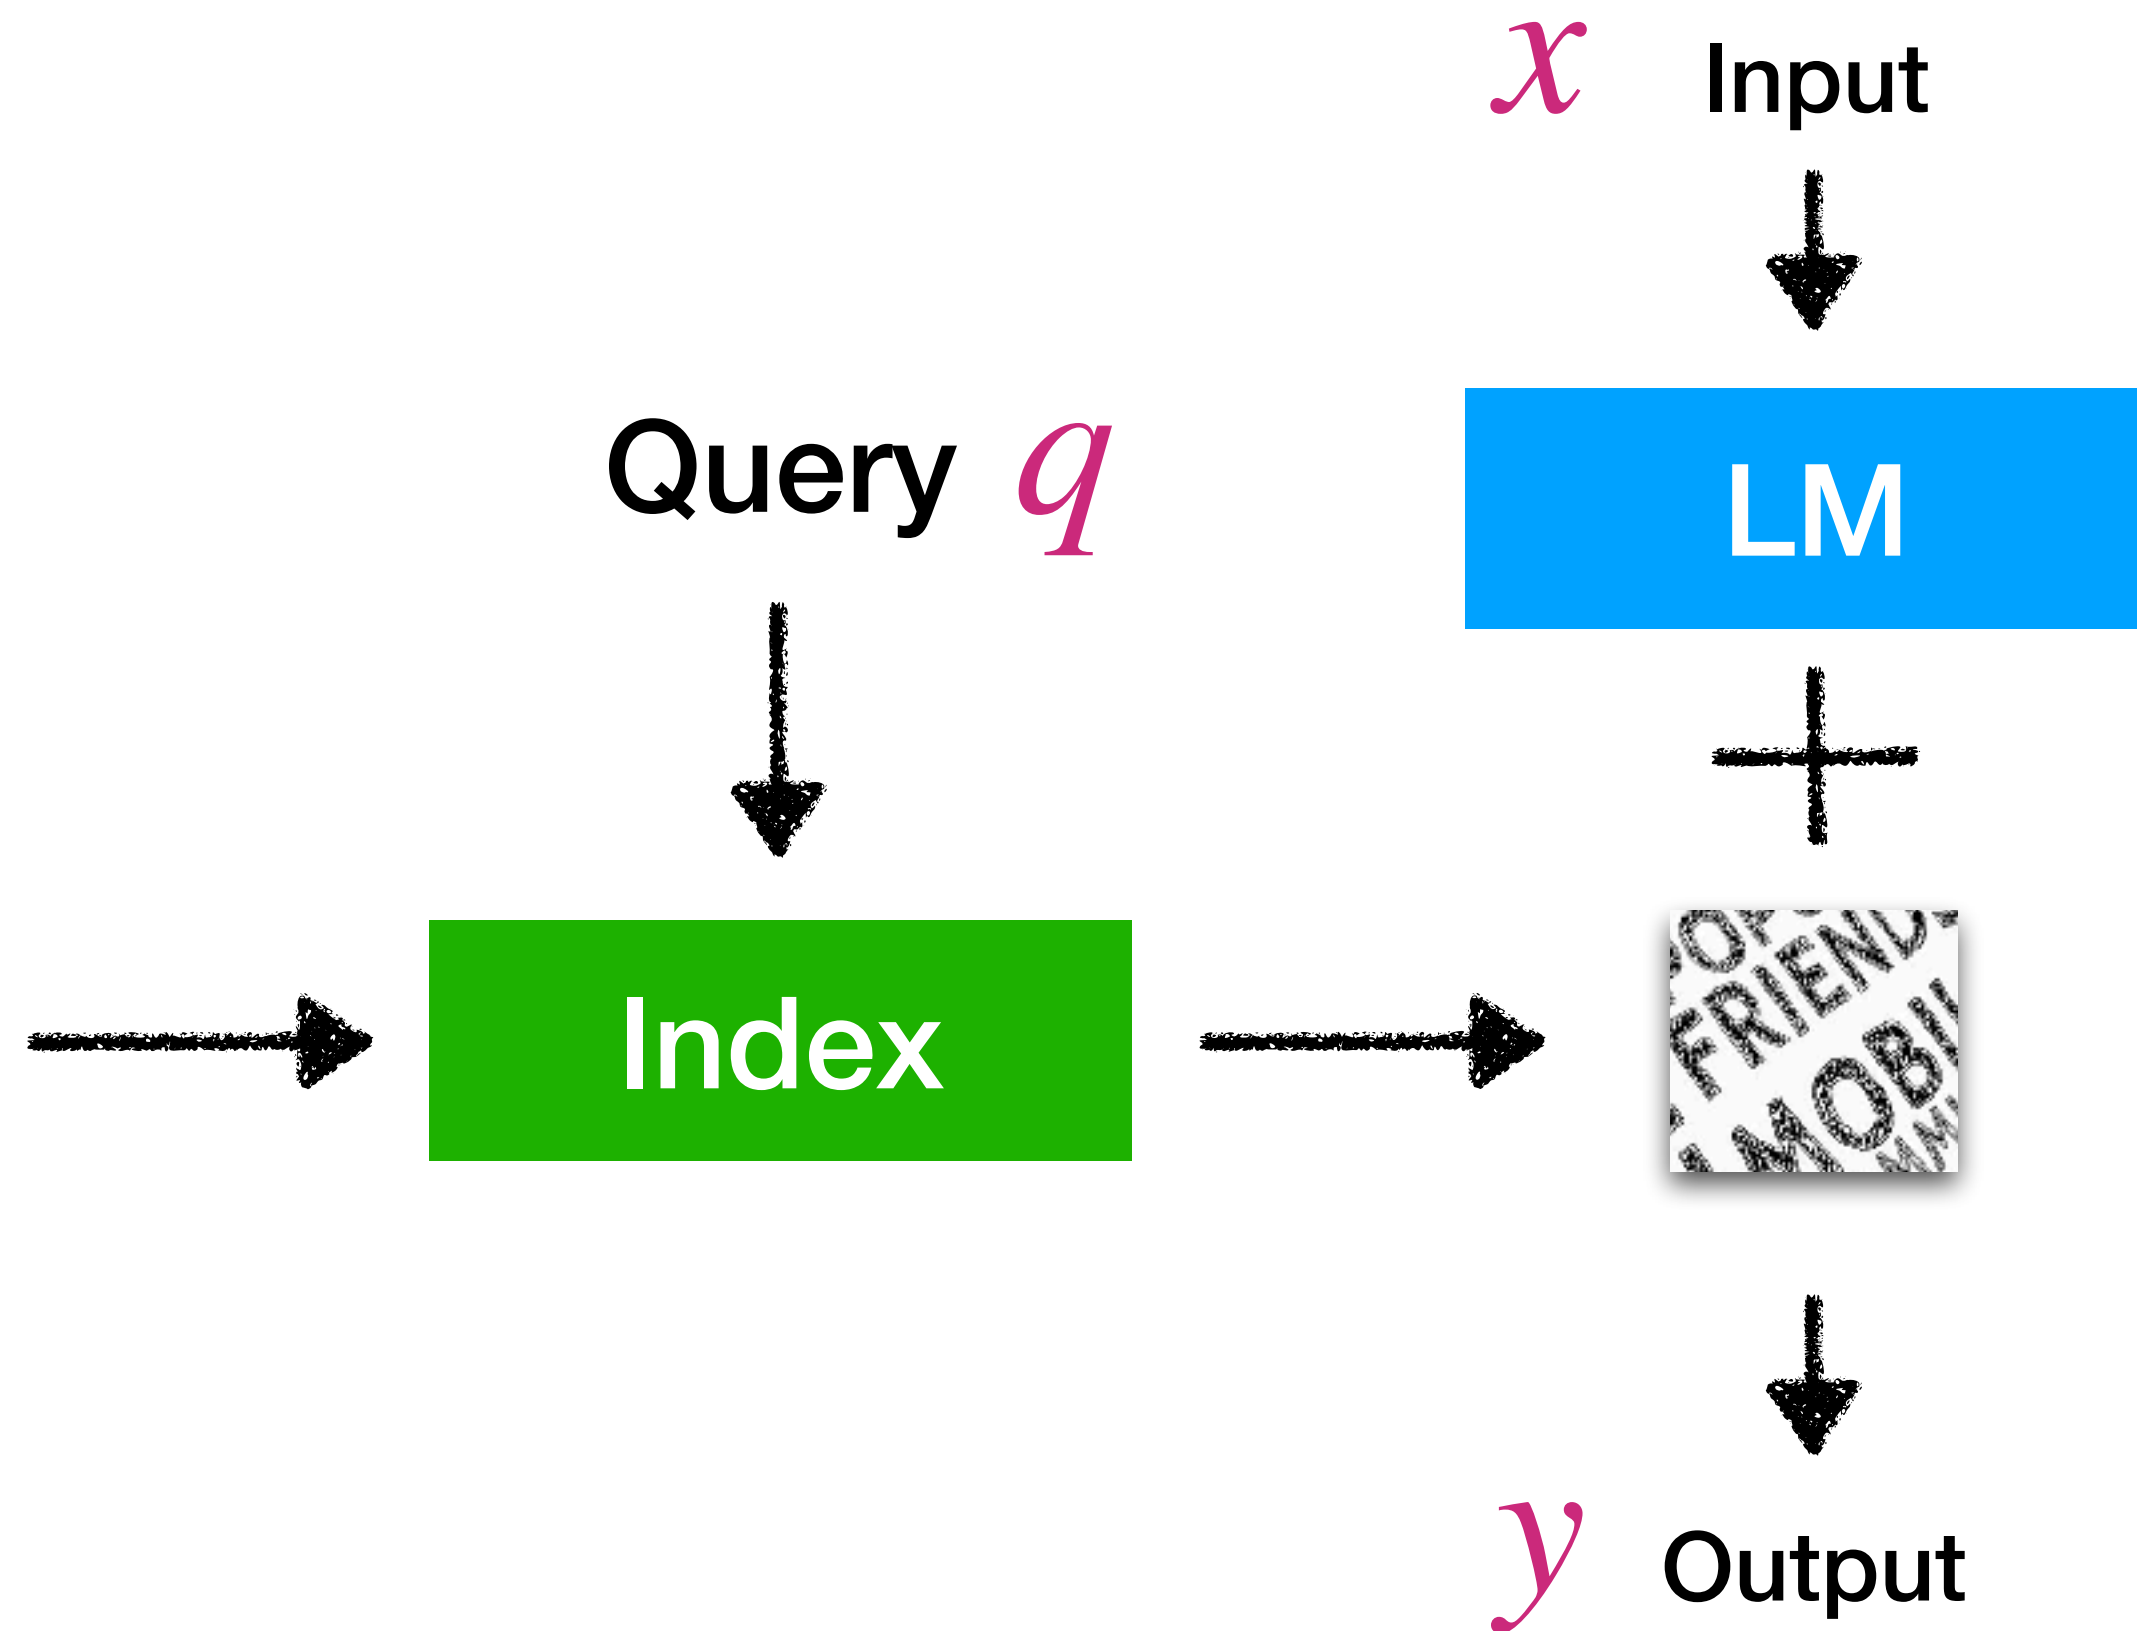 x Input
Query q
LM
Index
FRIEND
MOBI
y Output